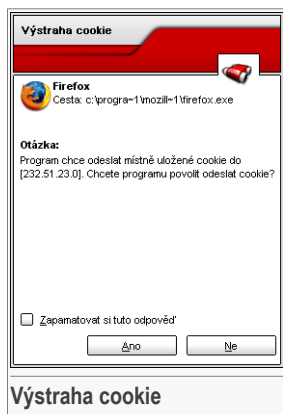 Výstraha cookie
Firefox
Cesta: c:\progra~1\mozill~1\firefox.exe
Otázka:
Program chce odeslat místně uložené cookie do
[232.51.23.0]. Chcete programu povolit odeslat cookie?
Zapamatovat si tuto odpověď
Ano
Ne
Výstraha cookie